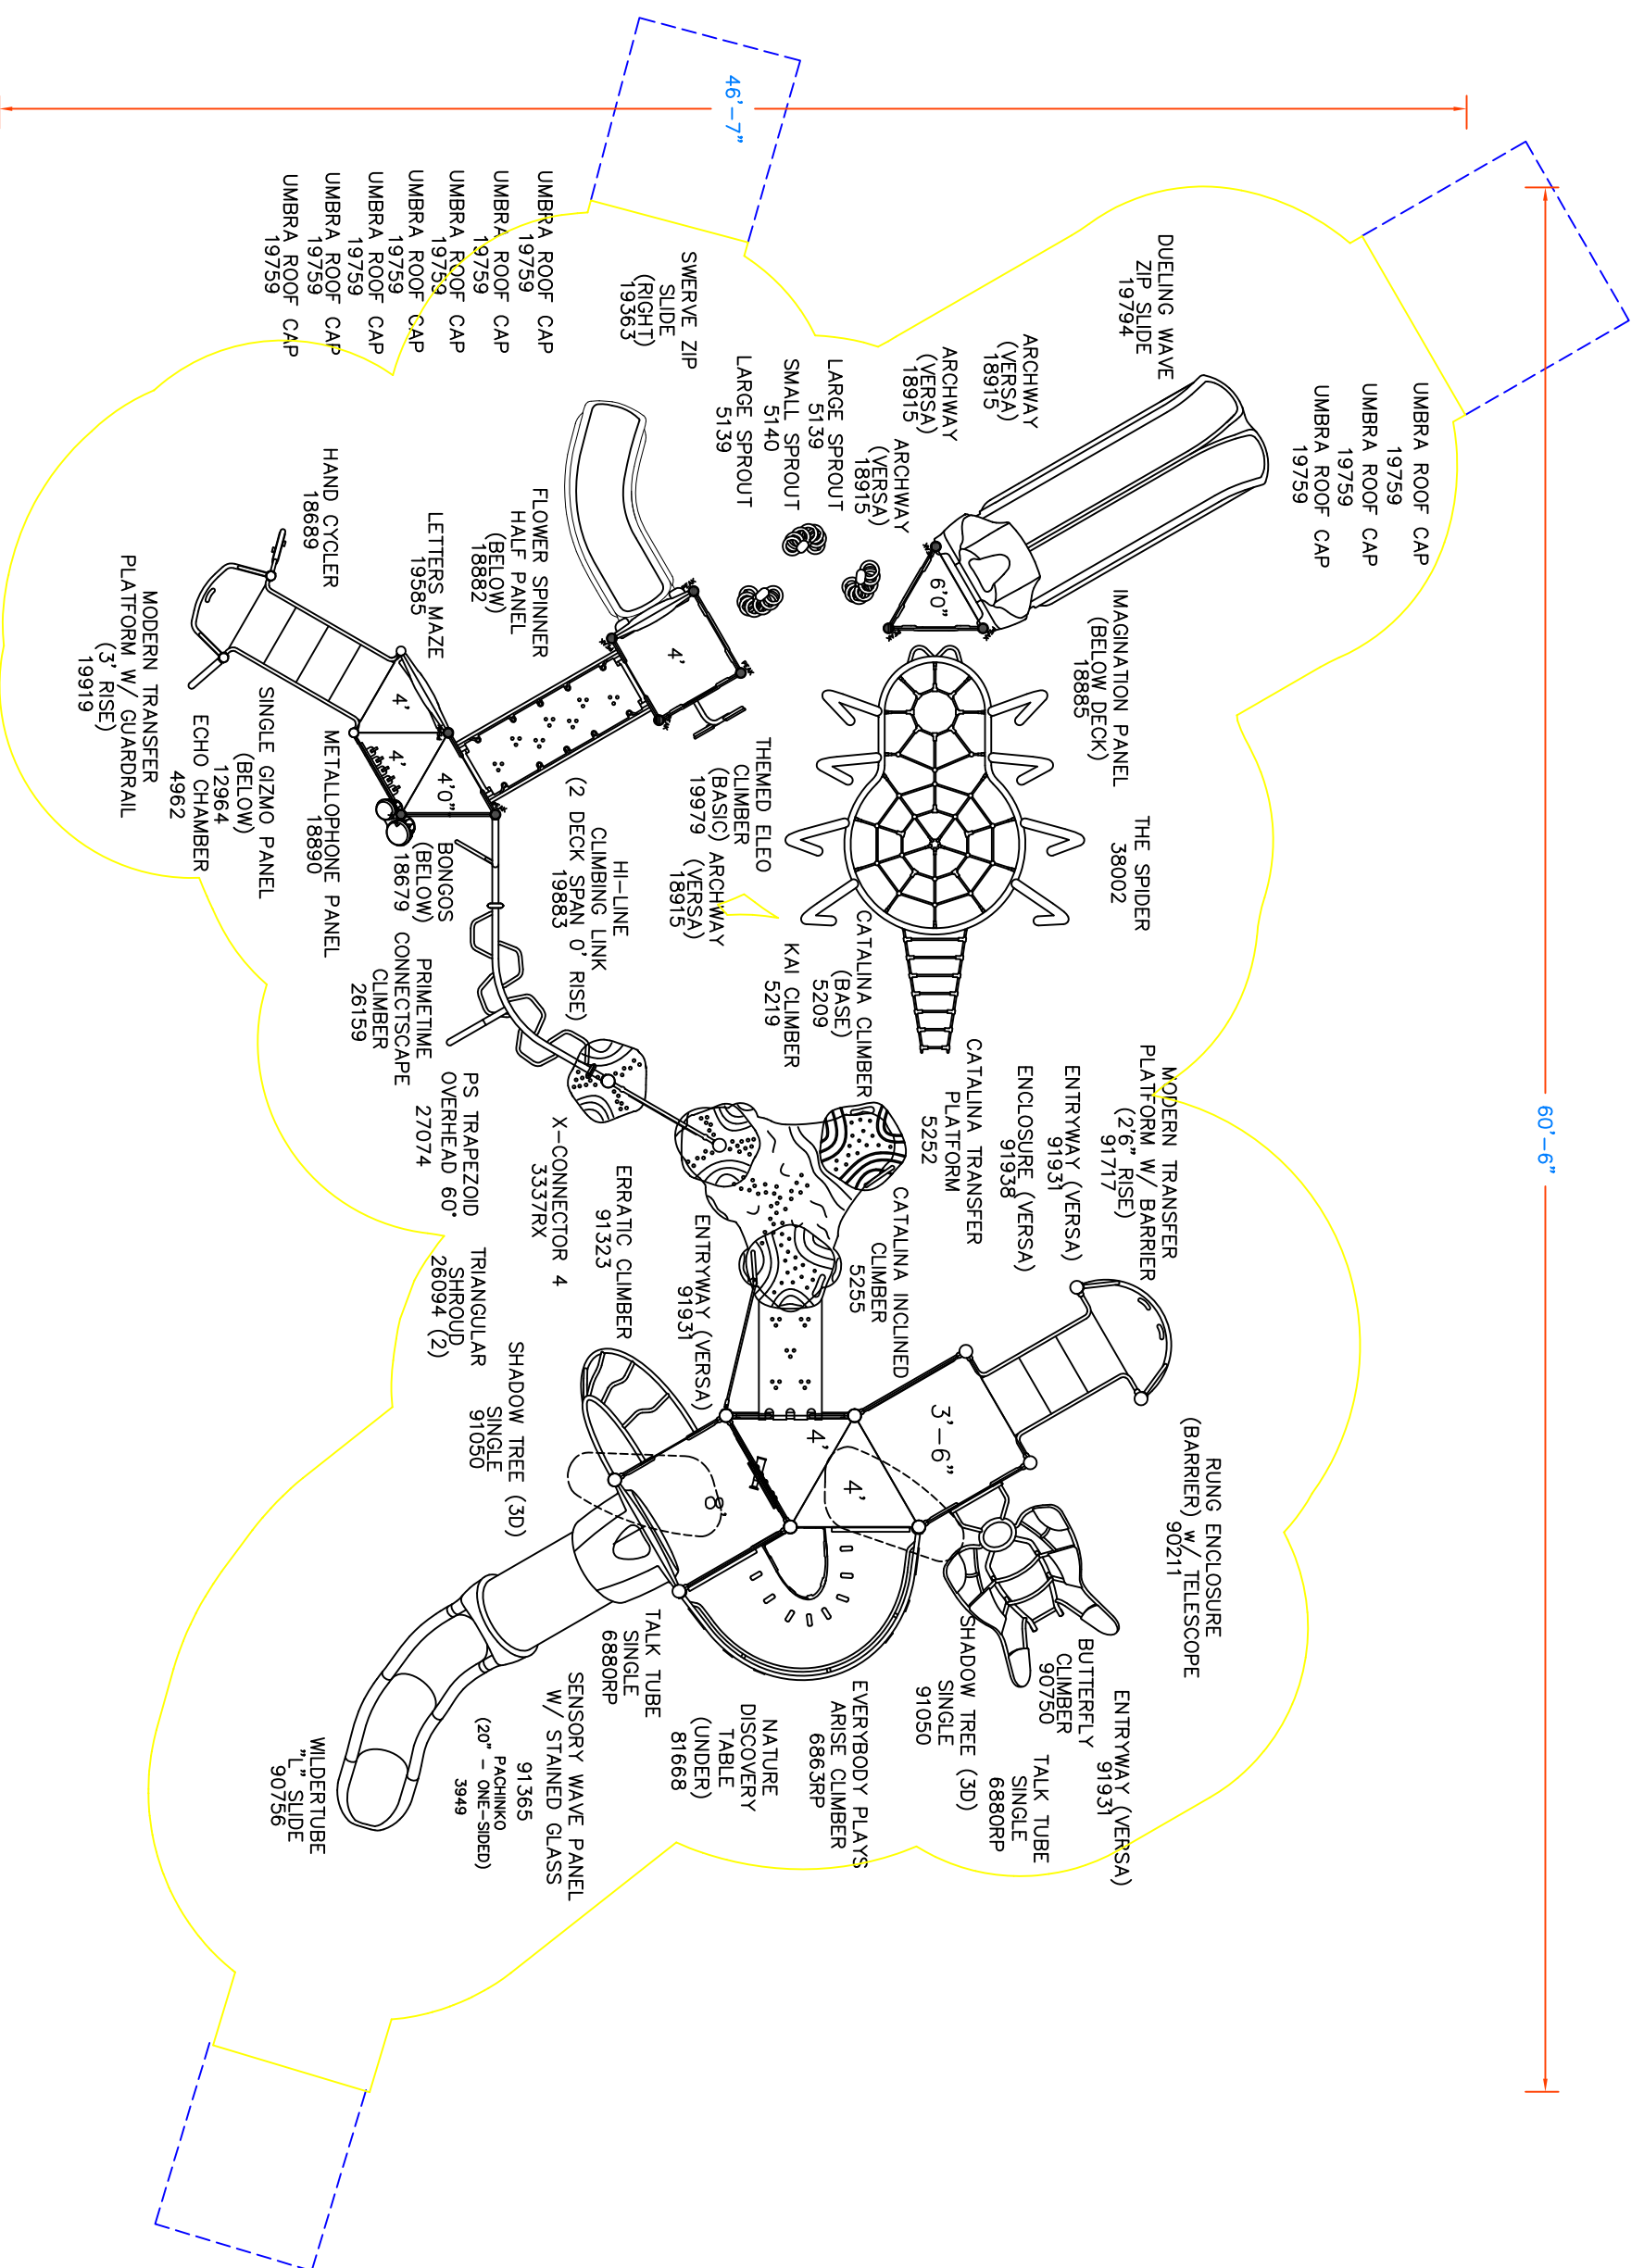 46'-7"
60'-6"
UMBRA ROOF CAP
19759
UMBRA ROOF CAP
19759
UMBRA ROOF CAP
19759
DUELING WAVE
ZIP SLIDE
19794
ARCHWAY
(VERSA)
18915
ARCHWAY
(VERSA)
18915
ARCHWAY
(VERSA)
18915
LARGE SPROUT
5139
SMALL SPROUT
5140
LARGE SPROUT
5139
SWERVE ZIP
SLIDE
(RIGHT)
19363
UMBRA ROOF CAP
19759
UMBRA ROOF CAP
19759
UMBRA ROOF CAP
19759
UMBRA ROOF CAP
19759
UMBRA ROOF CAP
19759
UMBRA ROOF CAP
19759
UMBRA ROOF CAP
19759
6'0"
IMAGINATION PANEL
(BELOW DECK)
18885
THE SPIDER
38002
FLOWER SPINNER
HALF PANEL
(BELOW)
18882
LETTERS MAZE
19585
HAND CYCLER
18689
MODERN TRANSFER
PLATFORM W/ GUARDRAIL
(3' RISE)
19919
SINGLE GIZMO PANEL
(BELOW)
12964
ECHO CHAMBER
4962
METALLOPHONE PANEL
18890
BONGOS
(BELOW)
18679
4'
4'
4'
4'0"
THEMED ELEO
CLIMBER
(BASIC)
19979
ARCHWAY
(VERSA)
18915
HI-LINE
CLIMBING LINK
(2 DECK SPAN 0' RISE)
19883
KAI CLIMBER
5219
CATALINA CLIMBER
(BASE)
5209
PRIMETIME
CONNECTSCAPE
CLIMBER
26159
PS TRAPEZOID
OVERHEAD 60°
27074
TRIANGULAR
SHROUD
26094 (2)
X-CONNECTOR 4
3337RX
ERRATIC CLIMBER
91323
ENTRYWAY (VERSA)
91931
SHADOW TREE (3D)
SINGLE
91050
MODERN TRANSFER
PLATFORM W/ BARRIER
(2'6" RISE)
91717
ENTRYWAY (VERSA)
91931
ENCLOSURE (VERSA)
91938
CATALINA TRANSFER
PLATFORM
5252
CATALINA INCLINED
CLIMBER
5255
3'-6"
4'
4'
RUNG ENCLOSURE
(BARRIER) w/ TELESCOPE
90211
ENTRYWAY (VERSA)
91931
BUTTERFLY
CLIMBER
90750
TALK TUBE
SINGLE
6880RP
SHADOW TREE (3D)
SINGLE
91050
EVERYBODY PLAYS
ARISE CLIMBER
6863RP
NATURE
DISCOVERY
TABLE
(UNDER)
81668
TALK TUBE
SINGLE
6880RP
SENSORY WAVE PANEL
W/ STAINED GLASS
91365
PACHINKO
(20" - ONE-SIDED)
3949
WILDERTUBE
"L" SLIDE
90756